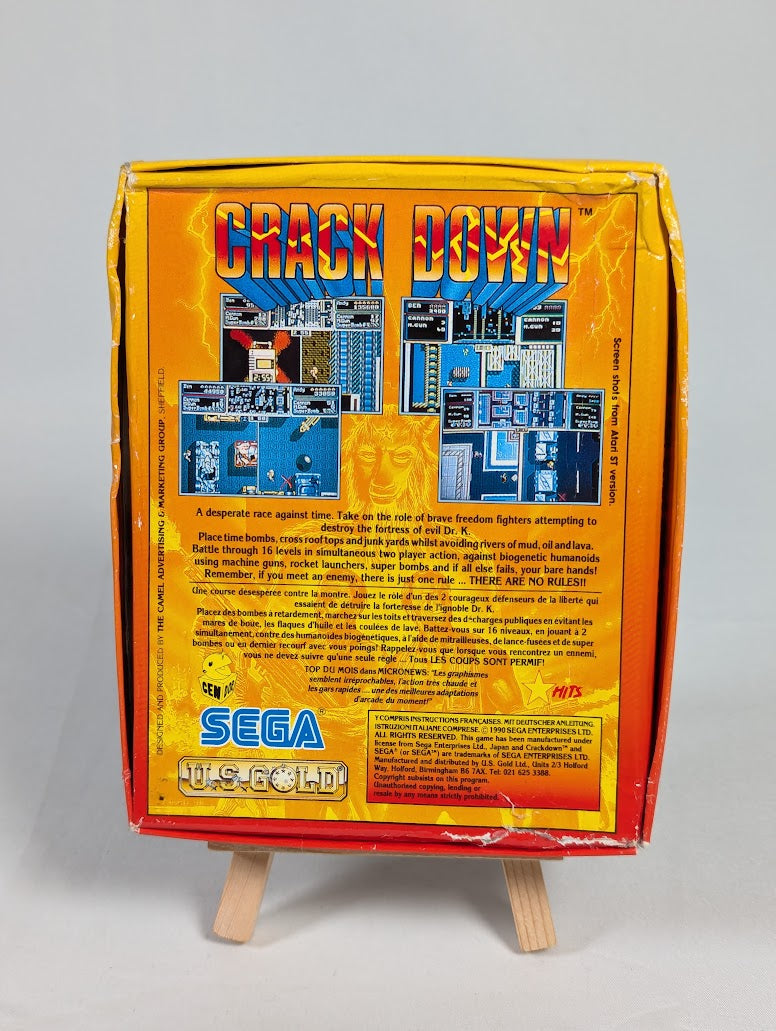 CRACK DOWN™
Screen shots from Atari ST version.
DESIGNED AND PRODUCED BY THE CAMEL ADVERTISING & MARKETING GROUP, SHEFFIELD.
A desperate race against time. Take on the role of brave freedom fighters attempting to
destroy the fortress of evil Dr. K.
Place time bombs, cross roof tops and junk yards whilst avoiding rivers of mud, oil and lava.
Battle through 16 levels in simultaneous two player action, against biogenetic humanoids
using machine guns, rocket launchers, super bombs and if all else fails, your bare hands!
Remember, if you meet an enemy, there is just one rule ... THERE ARE NO RULES!!
Une course desespérée contre la montre. Jouez le rôle d'un des 2 courageux défenseurs de la liberté qui
essaient de détruire la forteresse de l'ignoble Dr. K.
Placez des bombes à retardement, marchez sur les toits et traversez des décharges publiques en évitant les
mares de boue, les flaques d'huile et les coulées de lave. Battez-vous sur 16 niveaux, en jouant à 2
simultanement, contre des humanoides biogénétiques, à l'aide de mitrailleuses, de lance-fusées et de super
bombes ou en dernier recourf avec vos poings! Rappelez-vous que lorsque vous rencontrez un ennemi,
vous ne devez suivre qu'une seule règle ... Tous LES COUPS SONT PERMIF!
TOP DU MOIS dans MICRONEWS: "Les graphismes
semblent irréprochables, l'action très chaude et
les gars rapides ... une des meilleures adaptations
d'arcade du moment!"
GEN
HITS
SEGA®
U.S. GOLD
Y COMPRIS INSTRUCTIONS FRANÇAISES. MIT DEUTSCHER ANLEITUNG.
ISTRUZIONI ITALIANE COMPRESE. © 1990 SEGA ENTERPRISES LTD.
ALL RIGHTS RESERVED. This game has been manufactured under
license from Sega Enterprises Ltd., Japan and Crackdown™ and
SEGA® (or SEGA™) are trademarks of SEGA ENTERPRISES LTD.
Manufactured and distributed by U.S. Gold Ltd., Units 2/3 Holford
Way, Holford, Birmingham B6 7AX. Tel: 021 625 3388.
Copyright subsists on this program.
Unauthorised copying, lending or
resale by any means strictly prohibited.